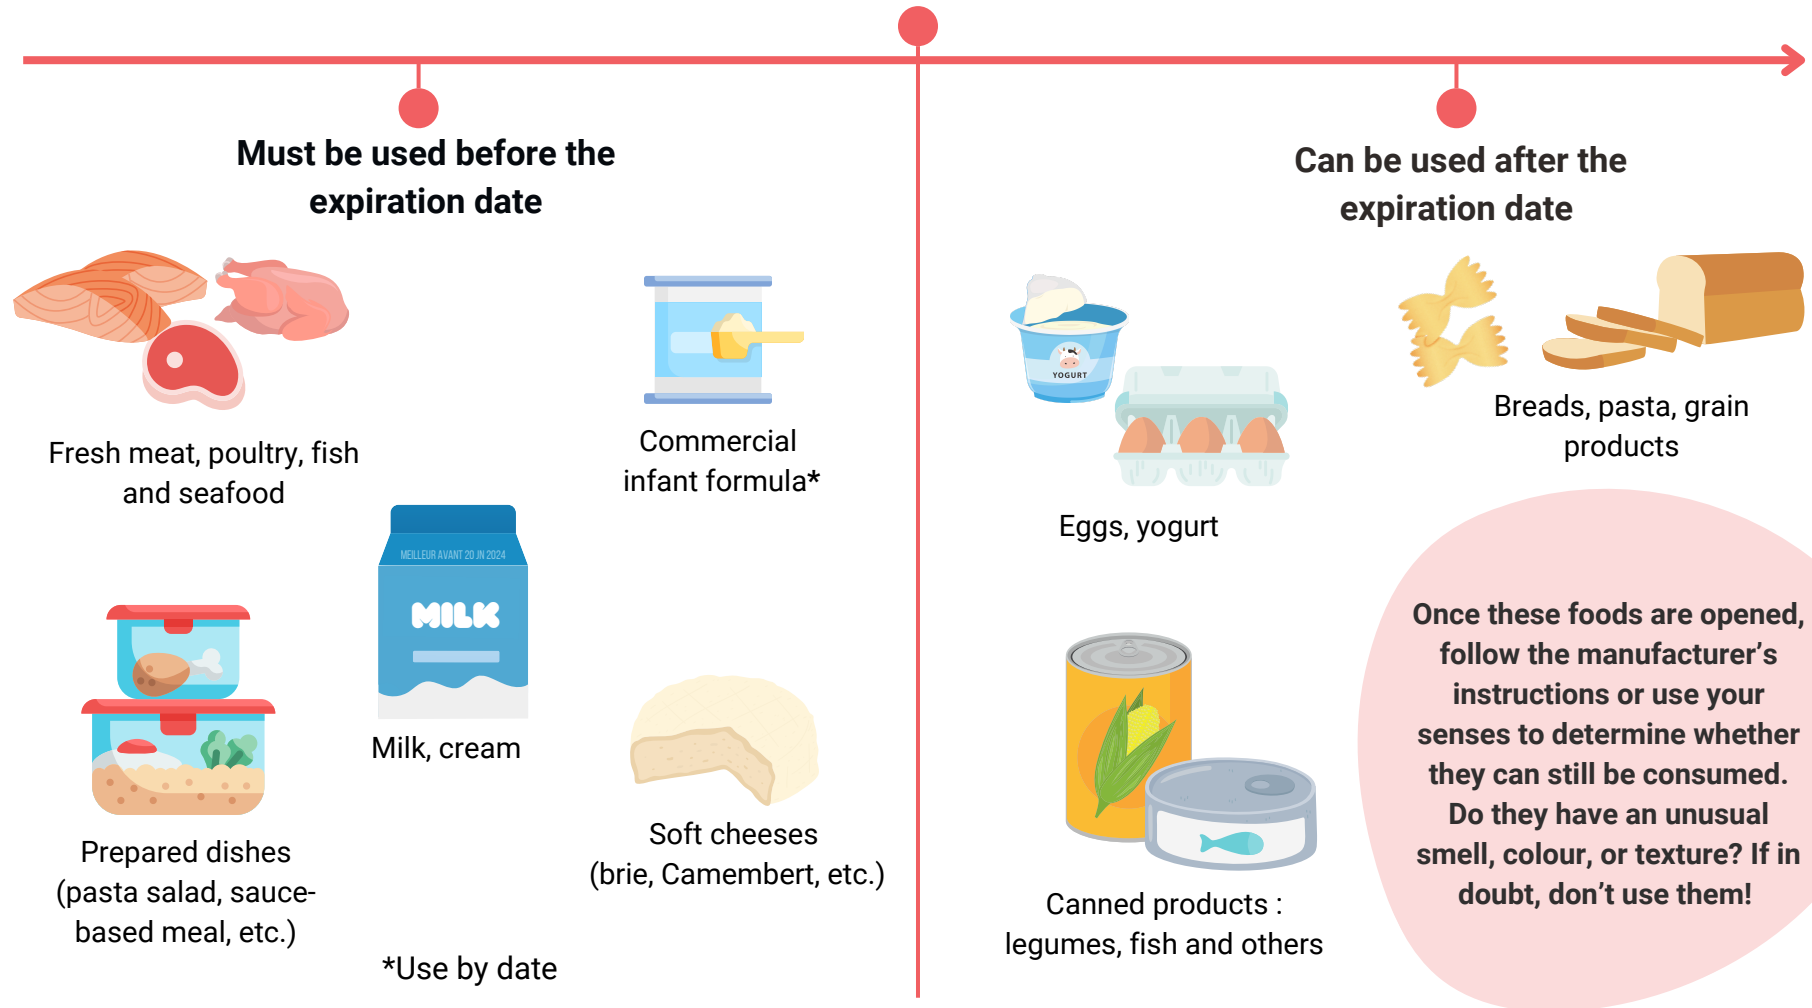 Must be used before the
expiration date
Fresh meat, poultry, fish
and seafood
Commercial
infant formula*
MEILLEUR AVANT 20 JN 2024
MILK
Milk, cream
Prepared dishes
(pasta salad, sauce-
based meal, etc.)
Soft cheeses
(brie, Camembert, etc.)
*Use by date
Can be used after the
expiration date
YOGURT
Eggs, yogurt
Breads, pasta, grain
products
Canned products :
legumes, fish and others
Once these foods are opened,
follow the manufacturer's
instructions or use your
senses to determine whether
they can still be consumed.
Do they have an unusual
smell, colour, or texture? If in
doubt, don't use them!